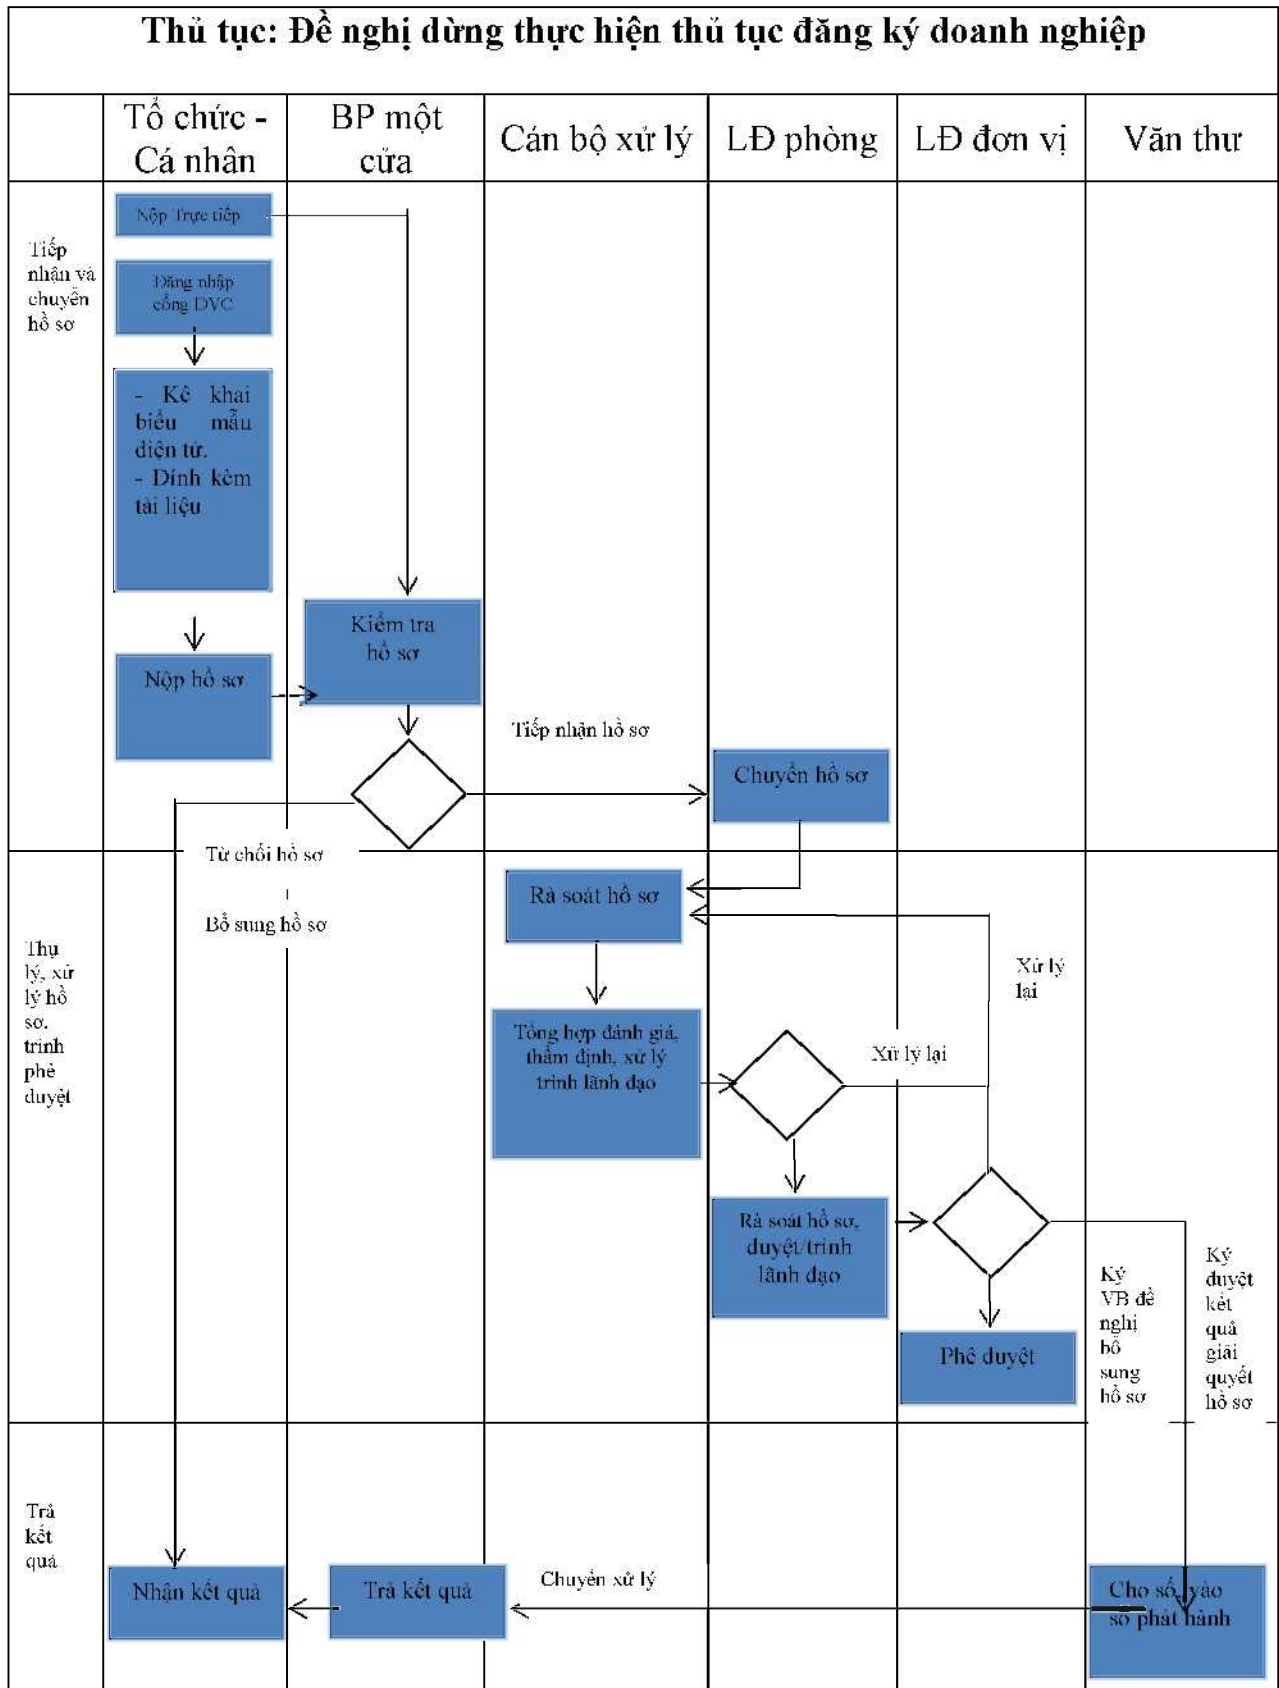 Thủ tục: Đề nghị dừng thực hiện thủ tục đăng ký doanh nghiệp
Tổ chức -
Cá nhân
BP một
cửa
Cán bộ xử lý
LĐ phòng
LĐ đơn vị
Văn thư
Tiếp
nhận và
chuyển
hồ sơ
Nộp Trực tiếp
Đăng nhập
cổng DVC
- Kê khai
biểu mẫu
điện tử.
- Đính kèm
tài liệu
Nộp hồ sơ
Kiểm tra
hồ sơ
Tiếp nhận hồ sơ
Chuyển hồ sơ
Từ chối hồ sơ
Bổ sung hồ sơ
Thụ
lý, xử
lý hồ
sơ.
trình
phê
duyệt
Rà soát hồ sơ
Tổng hợp đánh giá,
thẩm định, xử lý
trình lãnh đạo
Xử lý lại
Xử lý
lại
Rà soát hồ sơ,
duyệt/trình
lãnh đạo
Phê duyệt
Ký
VB đề
nghị
bổ
sung
hồ sơ
Ký
duyệt
kết
quả
giải
quyết
hồ sơ
Trả
kết
quả
Nhận kết quả
Trả kết quả
Chuyển xử lý
Cho số, vào
sổ phát hành